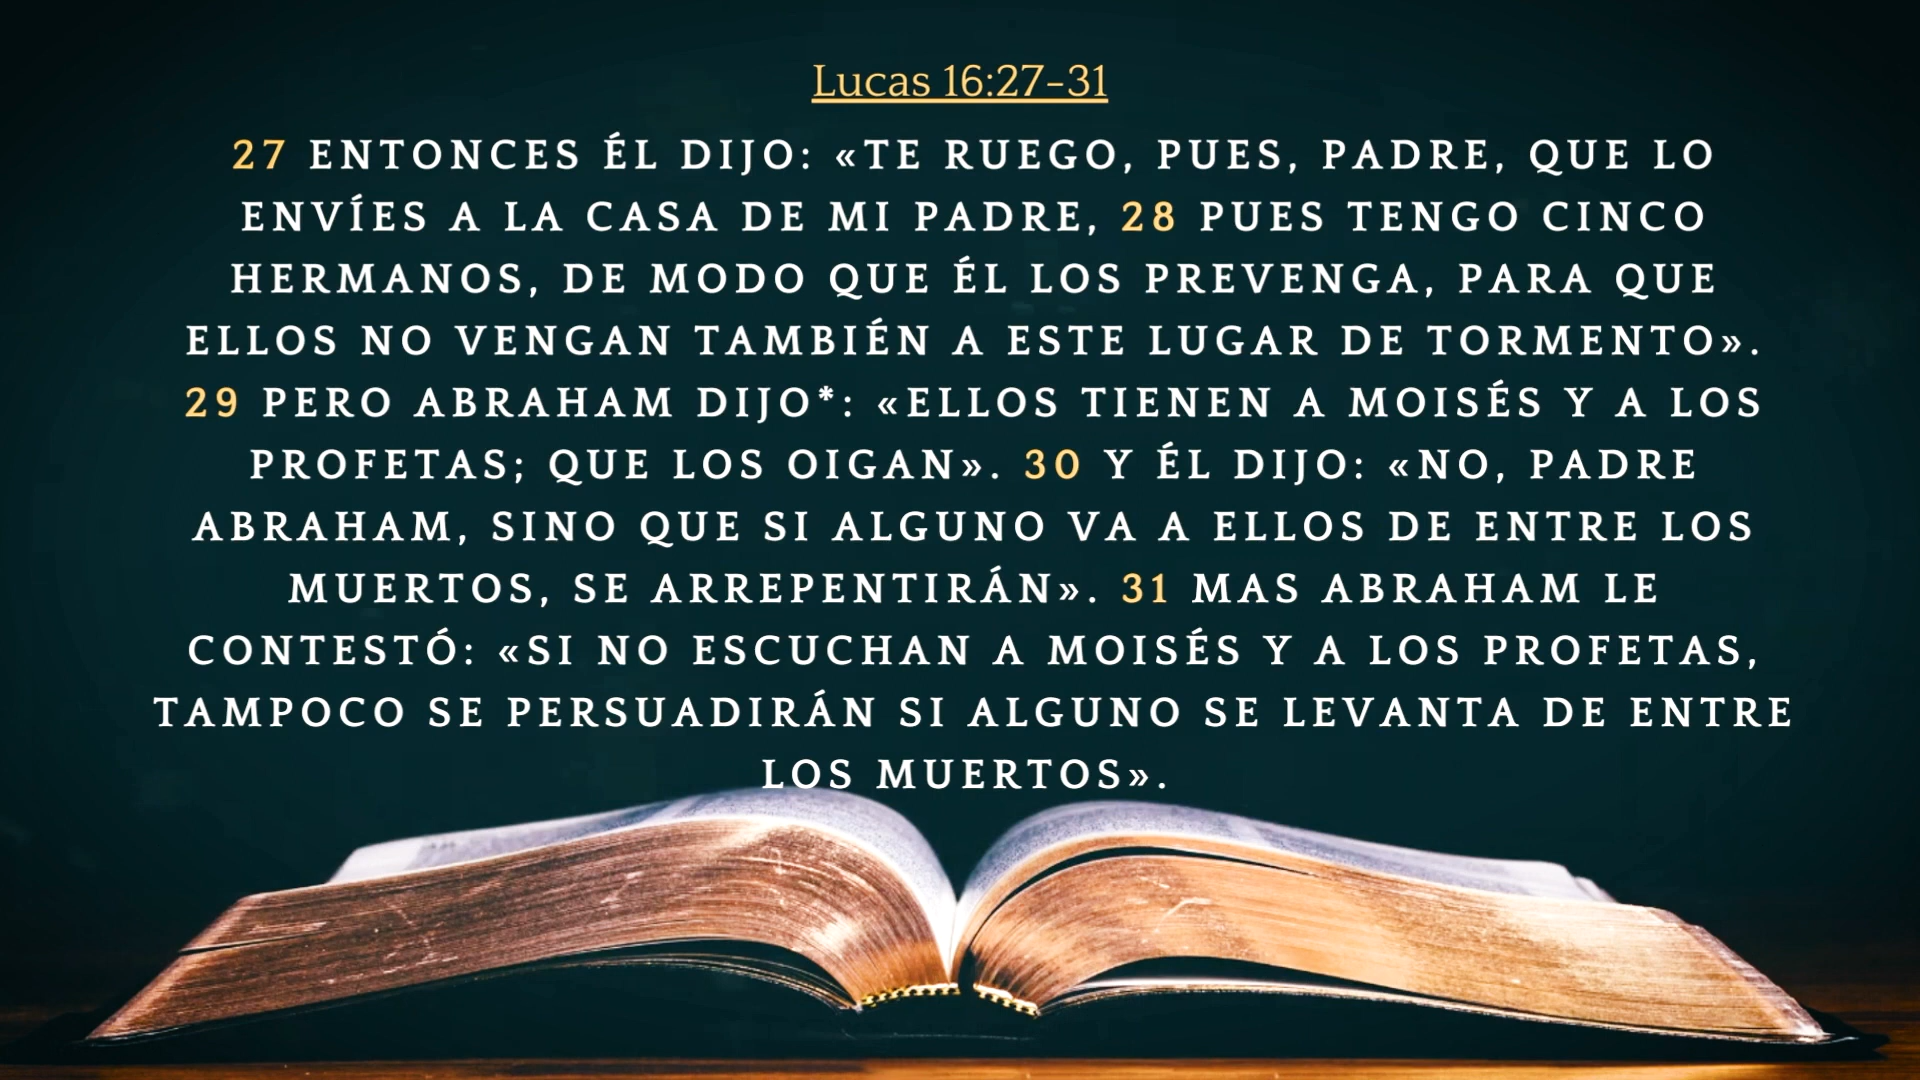 Lucas 16:27-31
27 ENTONCES ÉL DIJO: «TE RUEGO, PUES, PADRE, QUE LO
ENVÍES A LA CASA DE MI PADRE, 28 PUES TENGO CINCO
HERMANOS, DE MODO QUE ÉL LOS PREVENGA, PARA QUE
ELLOS NO VENGAN TAMBIÉN A ESTE LUGAR DE TORMENTO».
29 PERO ABRAHAM DIJO*: «ELLOS TIENEN A MOISÉS Y A LOS
PROFETAS; QUE LOS OIGAN». 30 Y ÉL DIJO: «NO, PADRE
ABRAHAM, SINO QUE SI ALGUNO VA A ELLOS DE ENTRE LOS
MUERTOS, SE ARREPENTIRÁN». 31 MAS ABRAHAM LE
CONTESTÓ: «SI NO ESCUCHAN A MOISÉS Y A LOS PROFETAS,
TAMPOCO SE PERSUADIRÁN SI ALGUNO SE LEVANTA DE ENTRE
LOS MUERTOS».